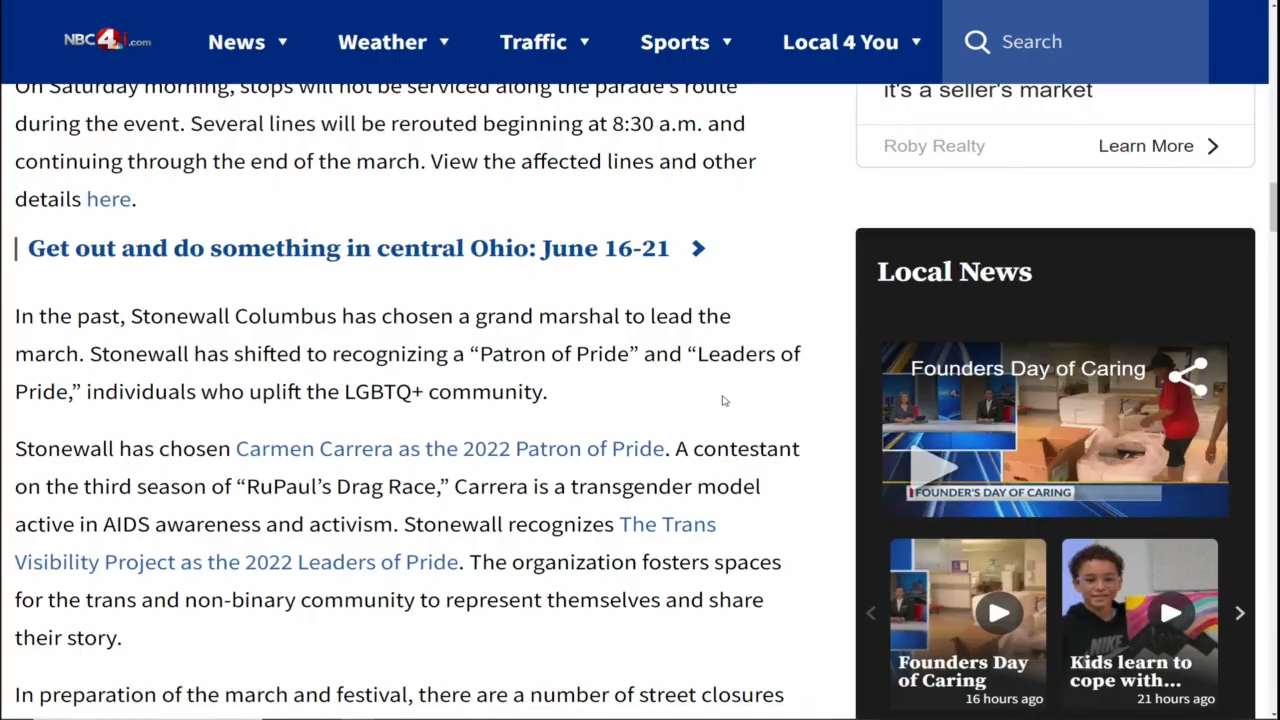 NBC4i.com
News
Weather
Traffic
Sports
Local 4 You
Search
On Saturday morning, stops will not be serviced along the parade's route
during the event. Several lines will be rerouted beginning at 8:30 a.m. and
continuing through the end of the march. View the affected lines and other
details here.
Get out and do something in central Ohio: June 16-21
In the past, Stonewall Columbus has chosen a grand marshal to lead the
march. Stonewall has shifted to recognizing a “Patron of Pride” and “Leaders of
Pride,” individuals who uplift the LGBTQ+ community.
Stonewall has chosen Carmen Carrera as the 2022 Patron of Pride. A contestant
on the third season of “RuPaul’s Drag Race,” Carrera is a transgender model
active in AIDS awareness and activism. Stonewall recognizes The Trans
Visibility Project as the 2022 Leaders of Pride. The organization fosters spaces
for the trans and non-binary community to represent themselves and share
their story.
In preparation of the march and festival, there are a number of street closures
it's a seller's market
Roby Realty
Learn More
Local News
Founders Day of Caring
FOUNDER'S DAY OF CARING
Founders Day
of Caring
16 hours ago
NIKE
Kids learn to
cope with...
21 hours ago